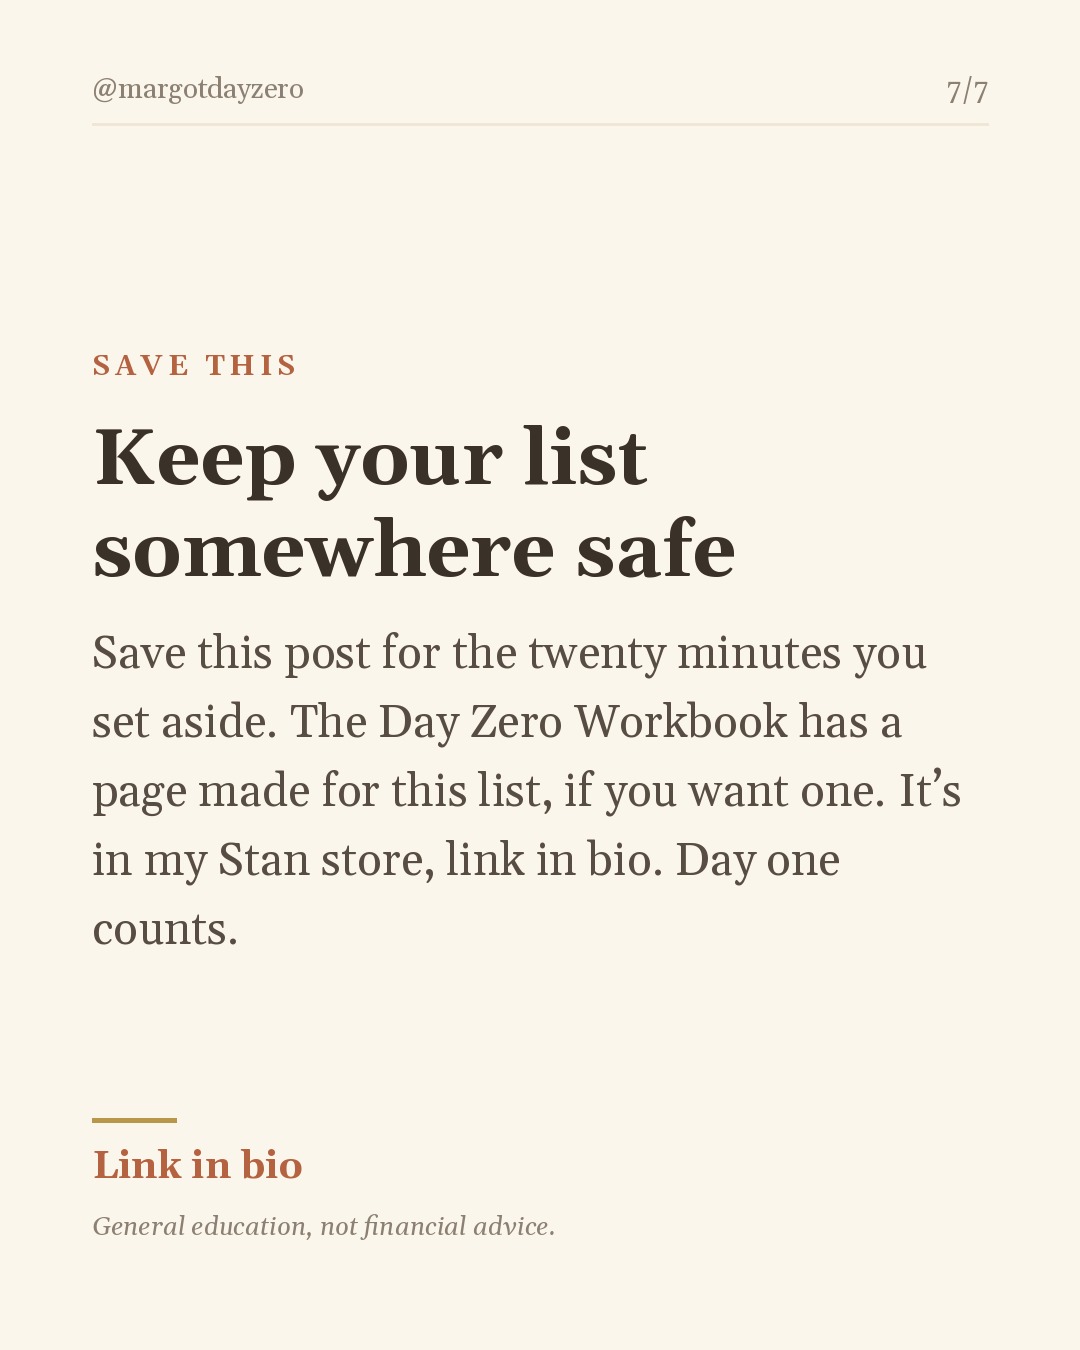 @margotdayzero
7/7
SAVE THIS
Keep your list
somewhere safe
Save this post for the twenty minutes you
set aside. The Day Zero Workbook has a
page made for this list, if you want one. It’s
in my Stan store, link in bio. Day one
counts.
Link in bio
General education, not financial advice.